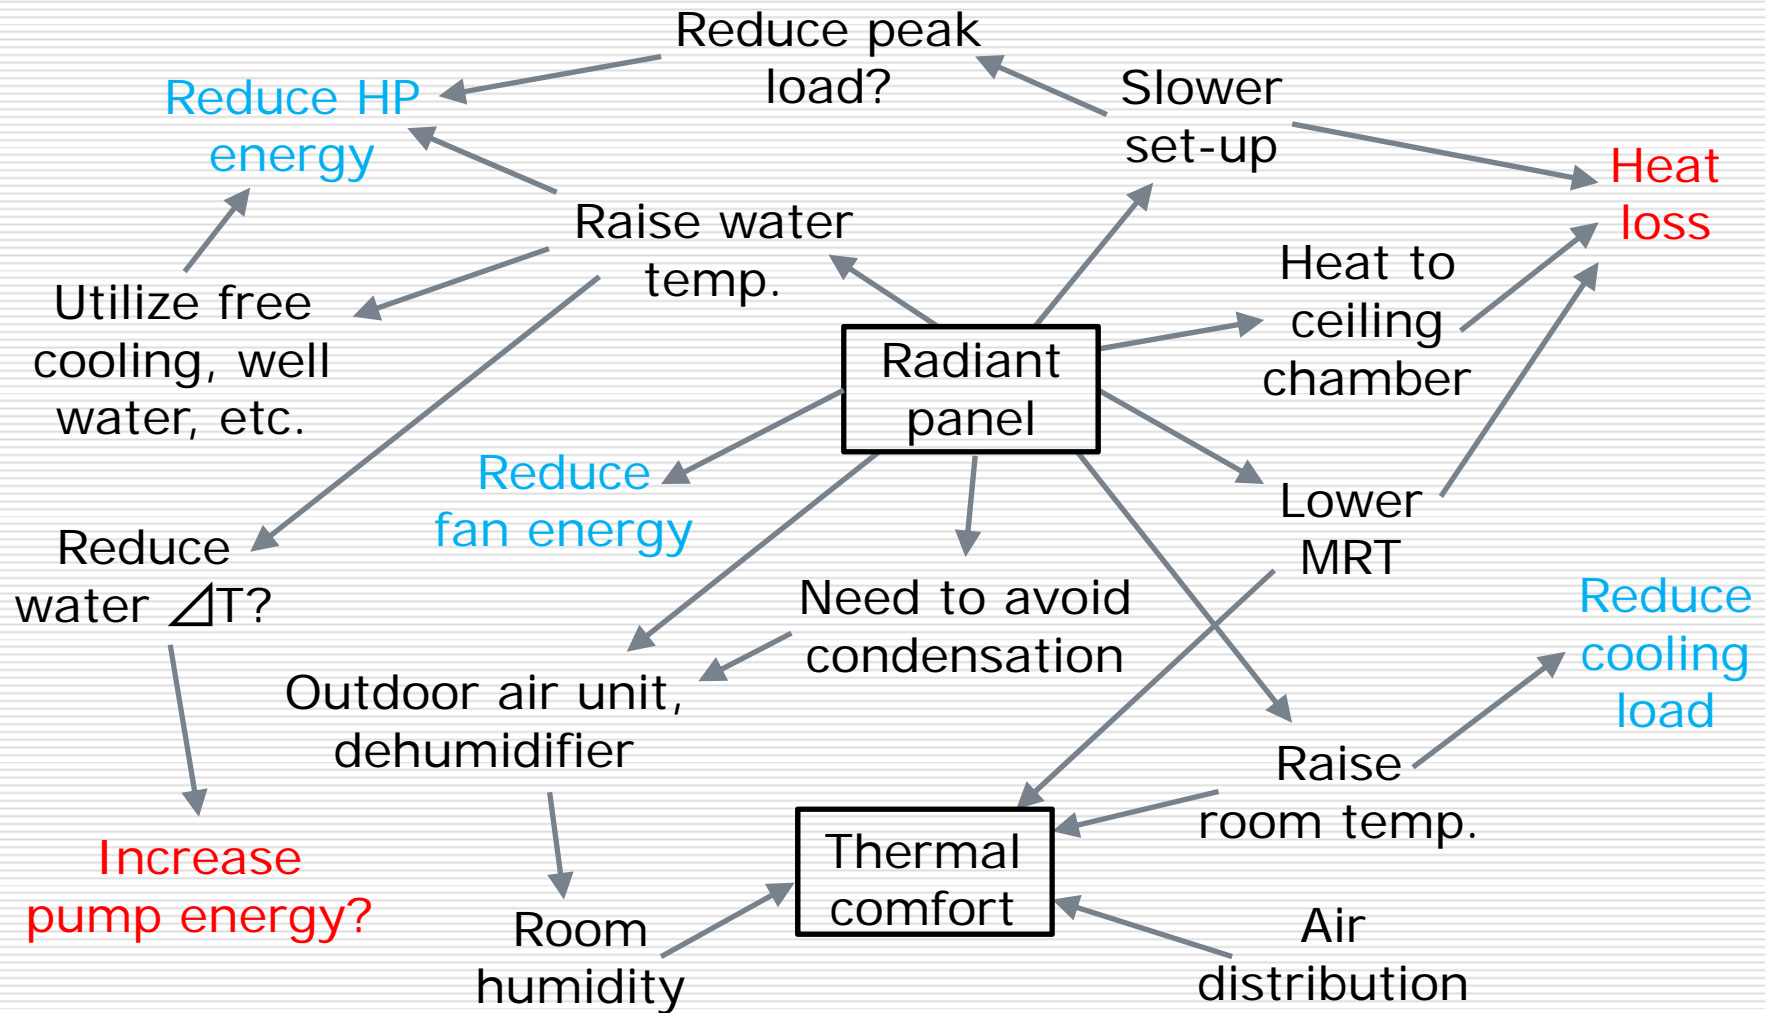 Reduce peak
load?
Reduce HP
energy
Slower
set-up
Heat
loss
Raise water
temp.
Heat to
ceiling
chamber
Utilize free
cooling, well
water, etc.
Radiant
panel
Reduce
fan energy
Lower
MRT
Reduce
water ⊿T?
Need to avoid
condensation
Reduce
cooling
load
Outdoor air unit,
dehumidifier
Raise
room temp.
Increase
pump energy?
Thermal
comfort
Room
humidity
Air
distribution